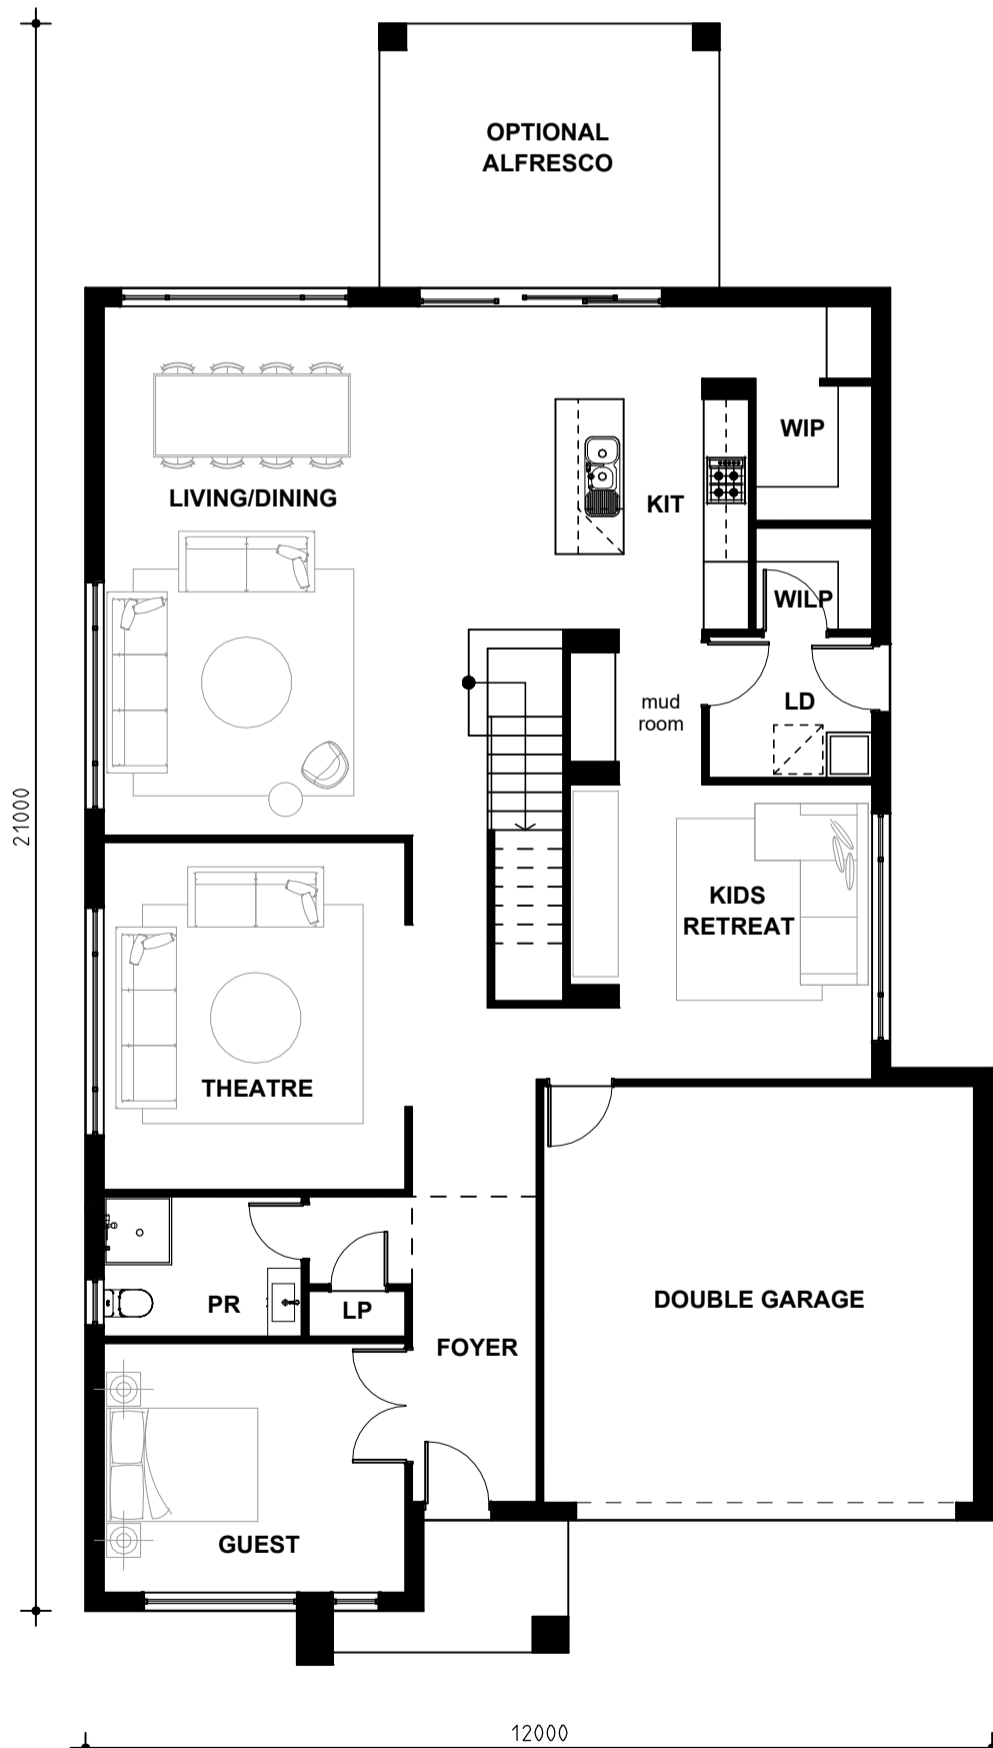 OPTIONAL
ALFRESCO
WIP
LIVING/DINING
KIT
WILP
mud
room
LD
21000
KIDS
RETREAT
THEATRE
PR
LP
DOUBLE GARAGE
FOYER
GUEST
12000